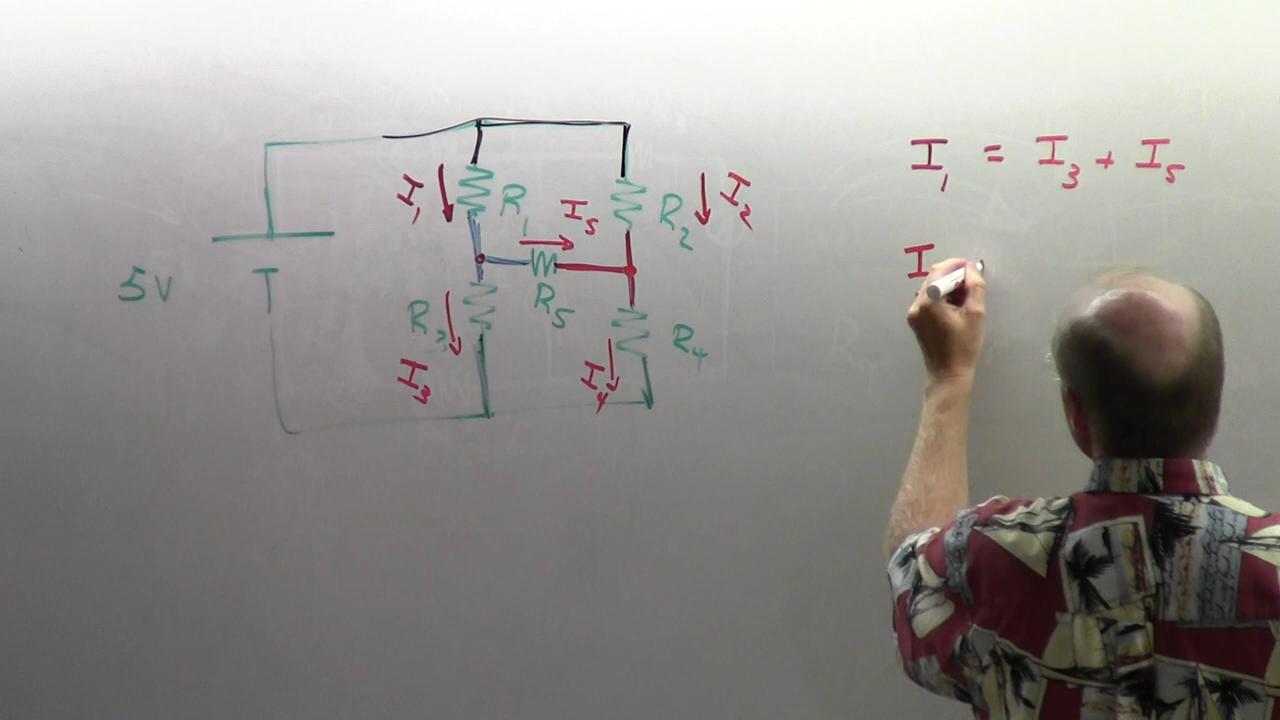 I₁ = I₃ + I₅
I
I₁
R₁
I₅
R₂
I₂
5V
R₃
R₅
R₄
I₃
I₄